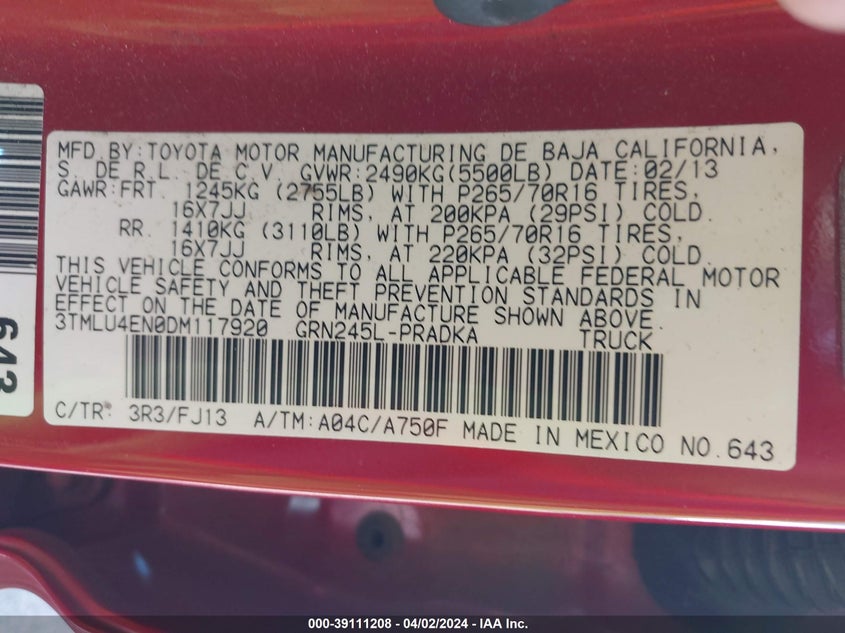 MFD.BY:TOYOTA MOTOR MANUFACTURING DE BAJA CALIFORNIA,
S. DE R.L. DE C.V. GVWR:2490KG(5500LB) DATE:02/13
GAWR:FRT. 1245KG (2755LB) WITH P265/70R16 TIRES,
16X7JJ RIMS, AT 200KPA (29PSI) COLD.
RR. 1410KG (3110LB) WITH P265/70R16 TIRES,
16X7JJ RIMS, AT 220KPA (32PSI) COLD.
THIS VEHICLE CONFORMS TO ALL APPLICABLE FEDERAL MOTOR
VEHICLE SAFETY AND THEFT PREVENTION STANDARDS IN
EFFECT ON THE DATE OF MANUFACTURE SHOWN ABOVE.
3TMLU4EN0DM117920 GRN245L-PRADKA TRUCK
C/TR: 3R3/FJ13 A/TM:A04C/A750F MADE IN MEXICO NO.643
643
000-39111208 - 04/02/2024 - IAA Inc.